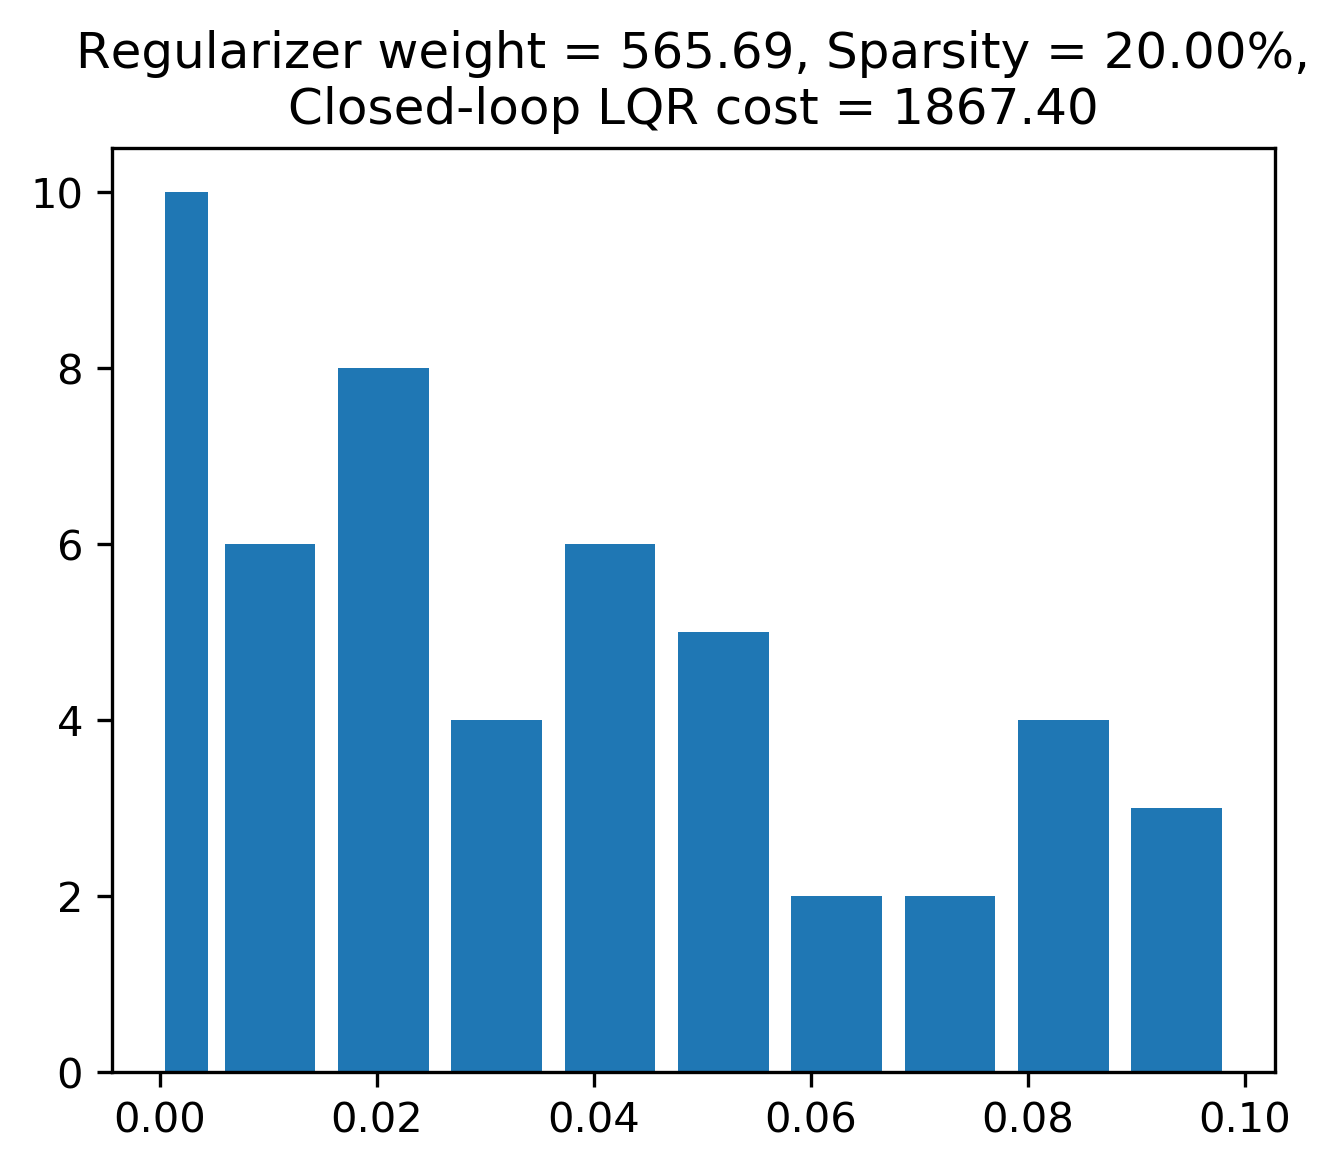 Regularizer weight = 565.69, Sparsity = 20.00%,
Closed-loop LQR cost = 1867.40
10
8
6
4
2
0
0.00 0.02 0.04 0.06 0.08 0.10